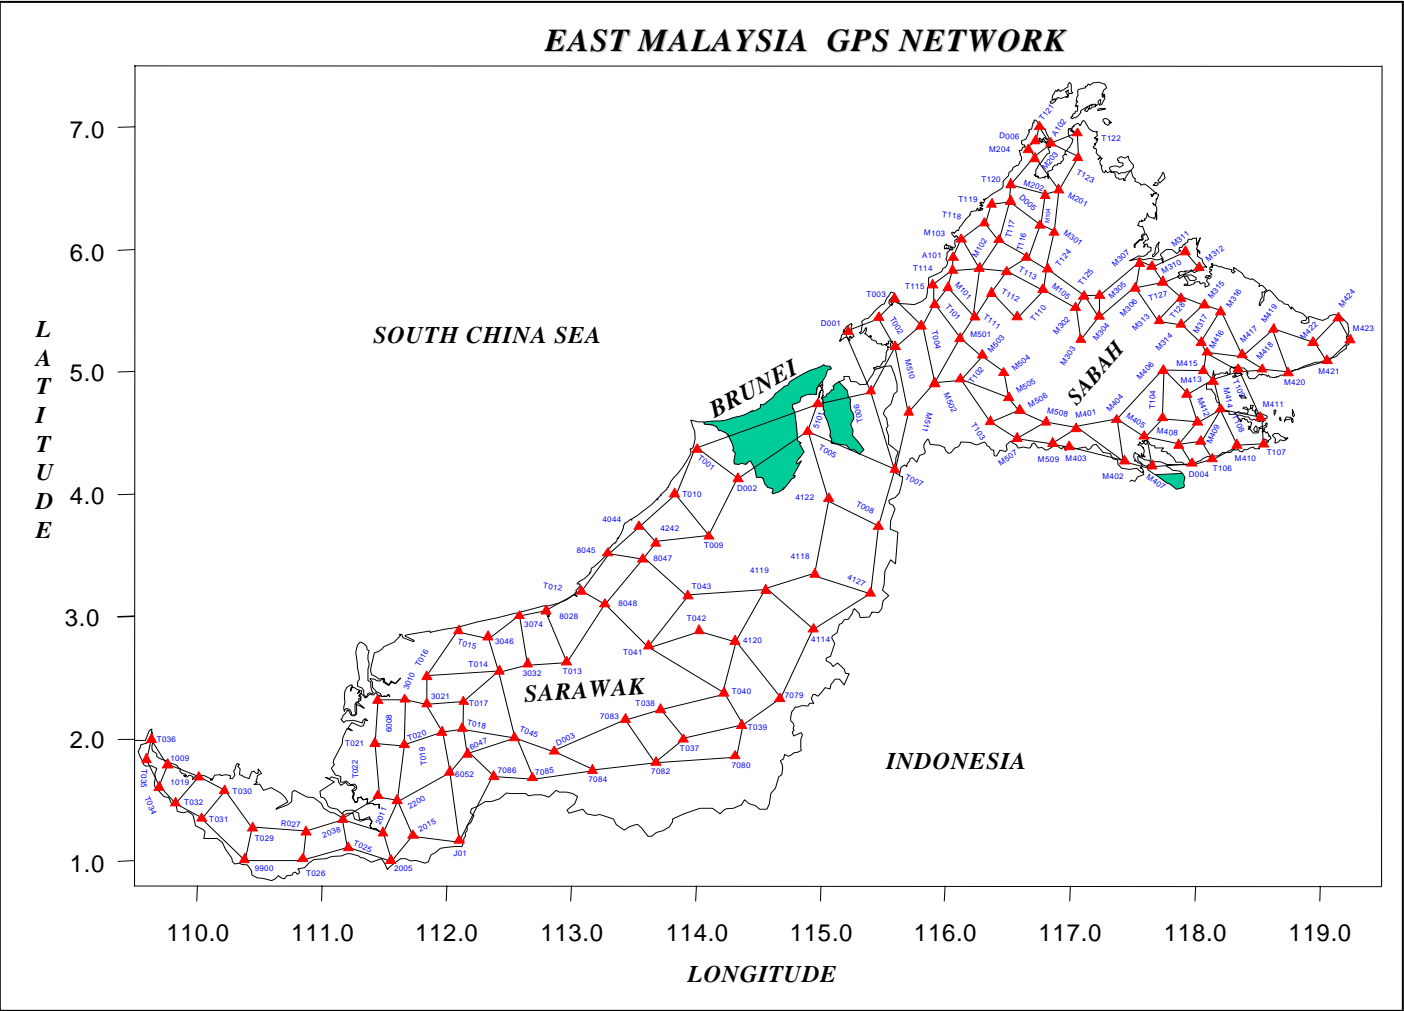 EAST MALAYSIA GPS NETWORK
T121
A102
D006
T122
7.0
M204
M203
T123
T120
M202
M201
T119
D005
M104
T118
T117
M103
M102
T116
M301
M311
M312
6.0
A101
T124
M307
M310
T114
T113
T115
M101
T125
T127
M315
M316
T003
T112
M105
M305
M306
T128
M419
M424
D001
T002
T101
T111
T110
M302
M304
M313
M317
M423
LATITUDE
SOUTH CHINA SEA
T004
M501
M303
M314
M416
M417
M422
M503
M418
M504
SABAH
M415
5.0
BRUNEI
M510
T102
M406
M420
M421
M505
M413
T109
M502
M506
M404
T104
M414
M411
5101
T006
M511
M508
M401
M405
M412
T108
T103
M408
M409
T001
T005
M507
M509
M403
M410
T107
D002
T007
M402
M407
D004
T106
4.0
T010
4122
T008
4044
4242
T009
8045
8047
4118
4119
4127
T012
T043
3.0
8028
8048
3074
T042
T015
3046
4120
4114
T016
T014
T041
3010
3032
T013
3021
SARAWAK
T040
7079
T017
T038
6008
7083
T018
T045
T039
2.0
T036
T021
T020
6047
D003
T037
INDONESIA
1009
T019
T035
1019
T022
6052
7086
7085
7084
7082
7080
T034
T032
T030
2200
T031
R027
2011
T029
2038
2015
T025
J01
1.0
9900
T026
2005
110.0 111.0 112.0 113.0 114.0 115.0 116.0 117.0 118.0 119.0
LONGITUDE